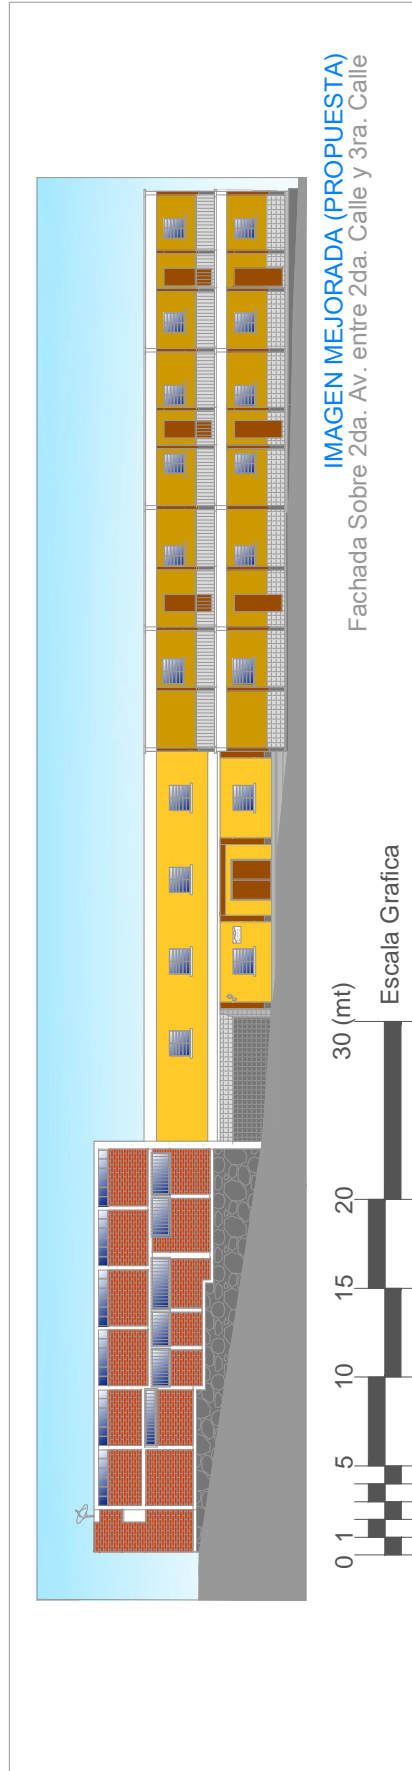 IMAGEN MEJORADA (PROPUESTA)
Fachada Sobre 2da. Av. entre 2da. Calle y 3ra. Calle
0 1 5 10 15 20 30 (mt)
Escala Grafica